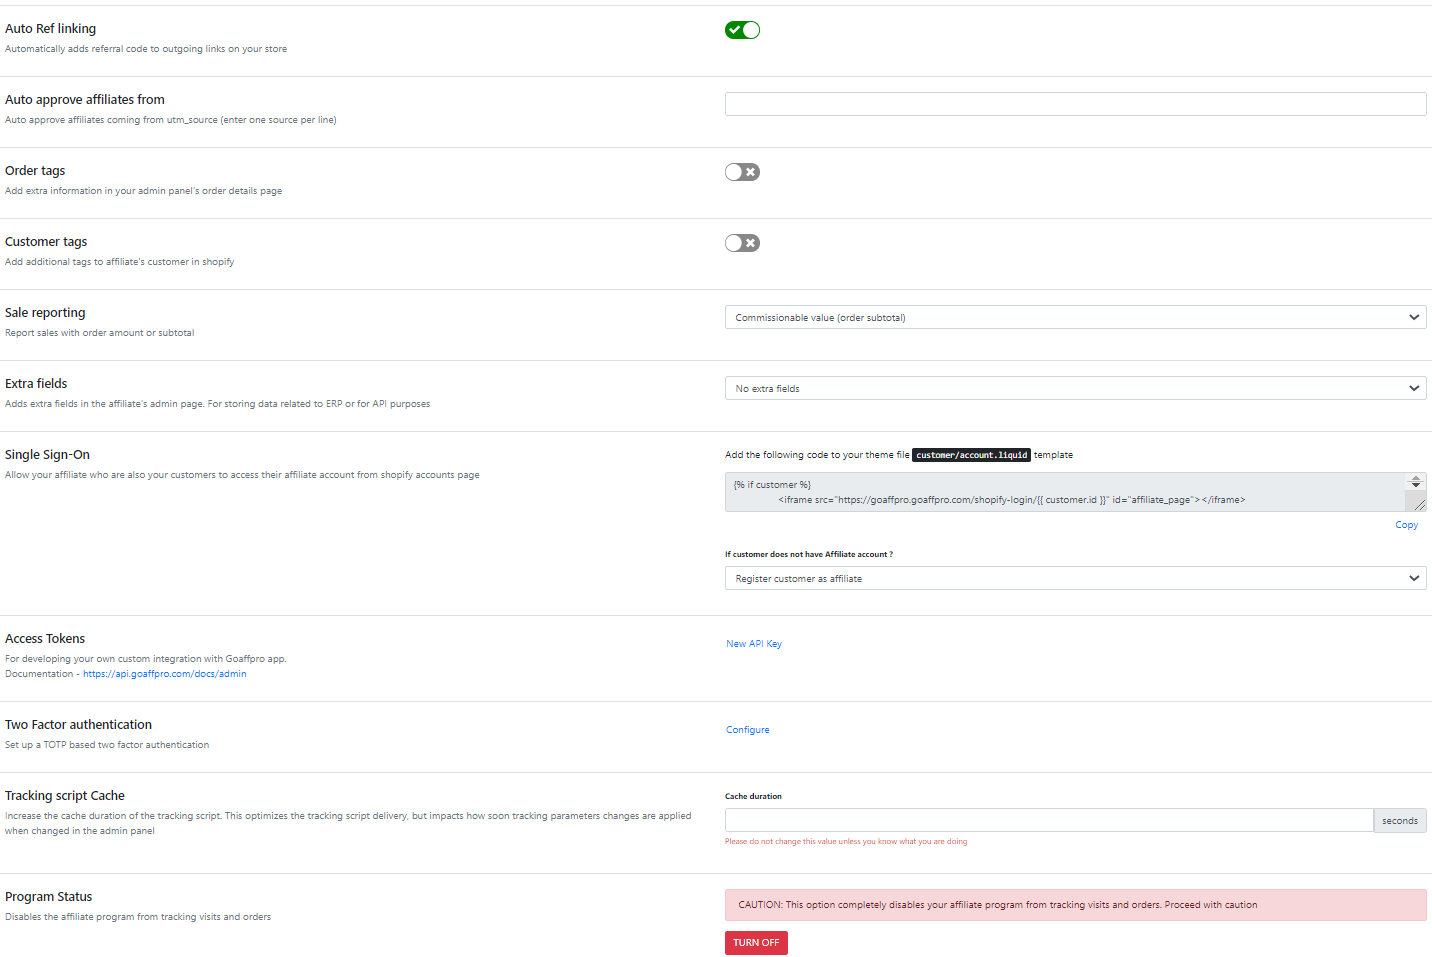 Auto Ref linking
Automatically adds referral code to outgoing links on your store
Auto approve affiliates from
Auto approve affiliates coming from utm_source (enter one source per line)
Order tags
Add extra information in your admin panel's order details page
Customer tags
Add additional tags to affiliate's customer in shopify
Sale reporting
Report sales with order amount or subtotal
Commissionable value (order subtotal)
Extra fields
Adds extra fields in the affiliate's admin page. For storing data related to ERP or for API purposes
No extra fields
Single Sign-On
Allow your affiliate who are also your customers to access their affiliate account from shopify accounts page
Add the following code to your theme file customer/account.liquid template
{% if customer %}
<iframe src="https://goaffpro.goaffpro.com/shopify-login/{{ customer.id }}" id="affiliate_page"></iframe>
Copy
If customer does not have Affiliate account ?
Register customer as affiliate
Access Tokens
For developing your own custom integration with Goaffpro app.
Documentation - https://api.goaffpro.com/docs/admin
New API Key
Two Factor authentication
Set up a TOTP based two factor authentication
Configure
Tracking script Cache
Increase the cache duration of the tracking script. This optimizes the tracking script delivery, but impacts how soon tracking parameters changes are applied
when changed in the admin panel
Cache duration
seconds
Please do not change this value unless you know what you are doing
Program Status
Disables the affiliate program from tracking visits and orders
CAUTION: This option completely disables your affiliate program from tracking visits and orders. Proceed with caution
TURN OFF